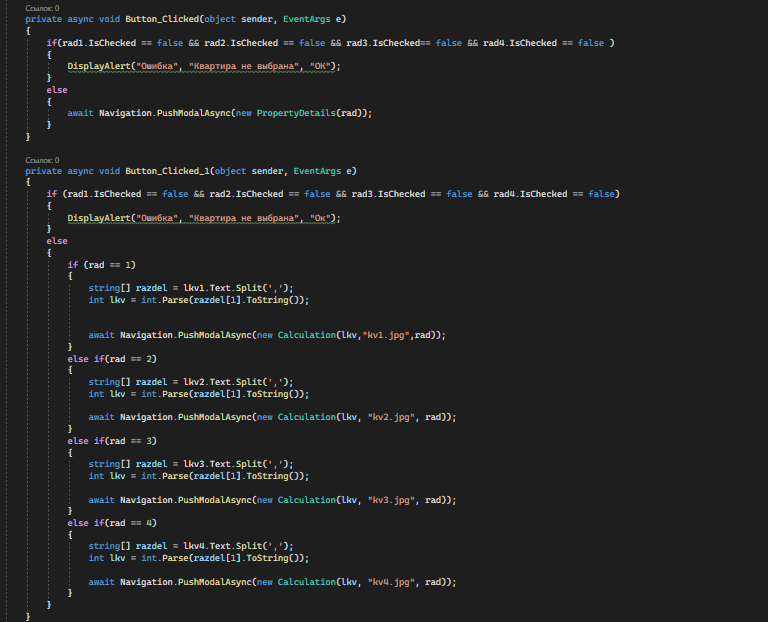 Ссылок: 0
private async void Button_Clicked(object sender, EventArgs e)
{
if(rad1.IsChecked == false && rad2.IsChecked == false && rad3.IsChecked== false && rad4.IsChecked == false )
{
DisplayAlert("Ошибка", "Квартира не выбрана", "ОК");
}
else
{
await Navigation.PushModalAsync(new PropertyDetails(rad));
}
}
Ссылок: 0
private async void Button_Clicked_1(object sender, EventArgs e)
{
if (rad1.IsChecked == false && rad2.IsChecked == false && rad3.IsChecked == false && rad4.IsChecked == false)
{
DisplayAlert("Ошибка", "Квартира не выбрана", "Ок");
}
else
{
if (rad == 1)
{
string[] razdel = lkv1.Text.Split(',');
int lkv = int.Parse(razdel[1].ToString());
await Navigation.PushModalAsync(new Calculation(lkv,"kv1.jpg",rad));
}
else if(rad == 2)
{
string[] razdel = lkv2.Text.Split(',');
int lkv = int.Parse(razdel[1].ToString());
await Navigation.PushModalAsync(new Calculation(lkv, "kv2.jpg", rad));
}
else if(rad == 3)
{
string[] razdel = lkv3.Text.Split(',');
int lkv = int.Parse(razdel[1].ToString());
await Navigation.PushModalAsync(new Calculation(lkv, "kv3.jpg", rad));
}
else if(rad == 4)
{
string[] razdel = lkv4.Text.Split(',');
int lkv = int.Parse(razdel[1].ToString());
await Navigation.PushModalAsync(new Calculation(lkv, "kv4.jpg", rad));
}
}
}